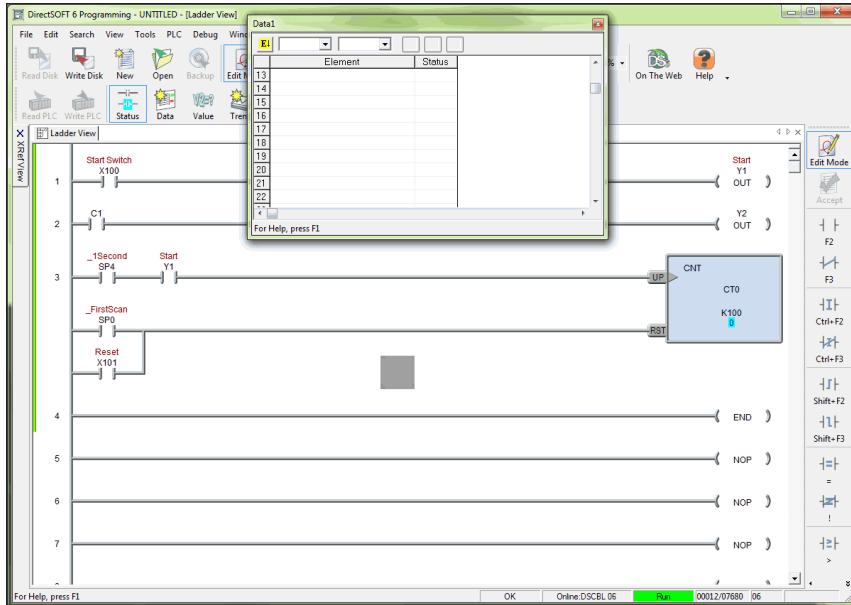 DirectSOFT 6 Programming - UNTITLED - [Ladder View]
File Edit Search View Tools PLC Debug
Read Disk Write Disk New Open Backup
On The Web Help
Read PLC Write PLC Status Data Value
Data1
Element Status
13
14
15
16
17
18
19
20
21
22
For Help, press F1
XRef View
Ladder View
1
Start Switch
X100
Start
Y1
OUT
2
C1
Y2
OUT
3
_1Second
SP4
Start
Y1
UP
CNT
CT0
K100
0
_FirstScan
SP0
RST
Reset
X101
4
END
5
NOP
6
NOP
7
NOP
Edit Mode
Accept
F2
F3
Ctrl+F2
Ctrl+F3
Shift+F2
Shift+F3
=
!
>
For Help, press F1
OK
Online:DSCBL 06
Run
00012/07680
06